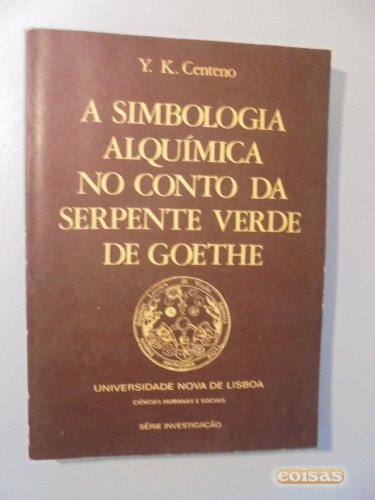 Y. K. Centeno
A SIMBOLOGIA
ALQUÍMICA
NO CONTO DA
SERPENTE VERDE
DE GOETHE
UNIVERSIDADE NOVA DE LISBOA
CIÊNCIAS HUMANAS E SOCIAIS
SÉRIE INVESTIGAÇÃO
coisas